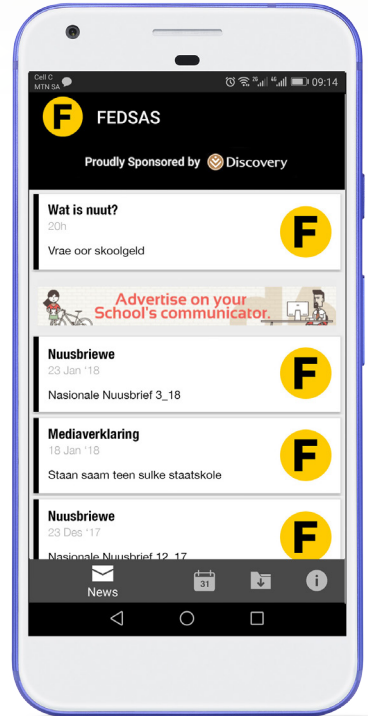 Cell C
MTN SA
2G
4G
09:14
F
FEDSAS
Proudly Sponsored by Discovery
Wat is nuut?
20h
Vrae oor skoolgeld
F
Advertise on your
School's communicator.
Nuusbriewe
23 Jan '18
Nasionale Nuusbrief 3_18
F
Mediaverklaring
18 Jan '18
Staan saam teen sulke staatskole
F
Nuusbriewe
23 Des '17
Nasionale Nuusbrief 12_17
F
News
31